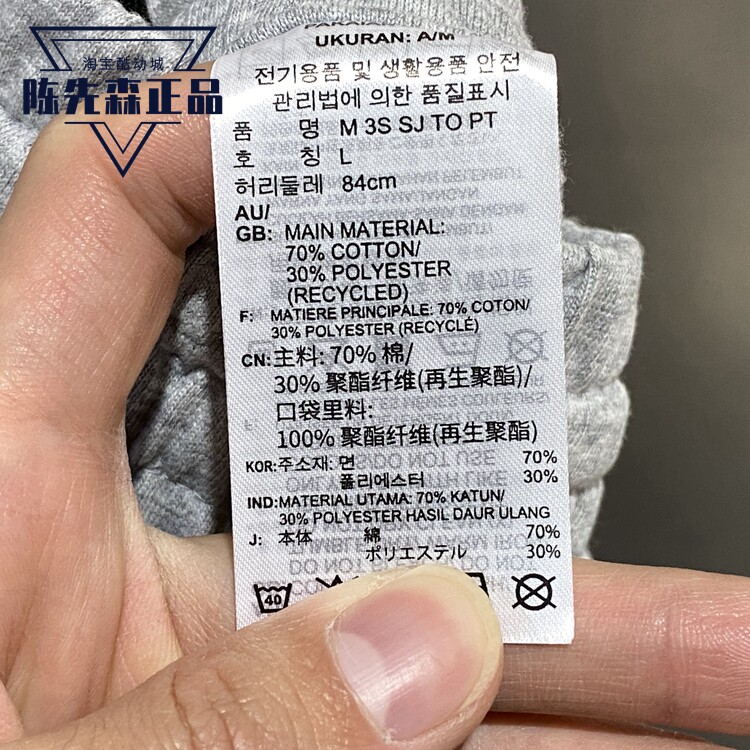 淘宝酷动城
陈先森正品
UKURAN: A/M
전기용품 및 생활용품 안전
관리법에 의한 품질표시
품 명 M 3S SJ TO PT
호 칭 L
허리둘레 84cm
AU/
GB: MAIN MATERIAL:
70% COTTON/
30% POLYESTER
(RECYCLED)
F: MATIERE PRINCIPALE: 70% COTON/
30% POLYESTER (RECYCLÉ)
CN:主料: 70% 棉/
30% 聚酯纤维(再生聚酯)/
口袋里料:
100% 聚酯纤维(再生聚酯)
KOR:주소재: 면 70%
폴리에스터 30%
IND:MATERIAL UTAMA: 70% KATUN/
30% POLYESTER HASIL DAUR ULANG
J: 本体 綿 70%
ポリエステル 30%
40